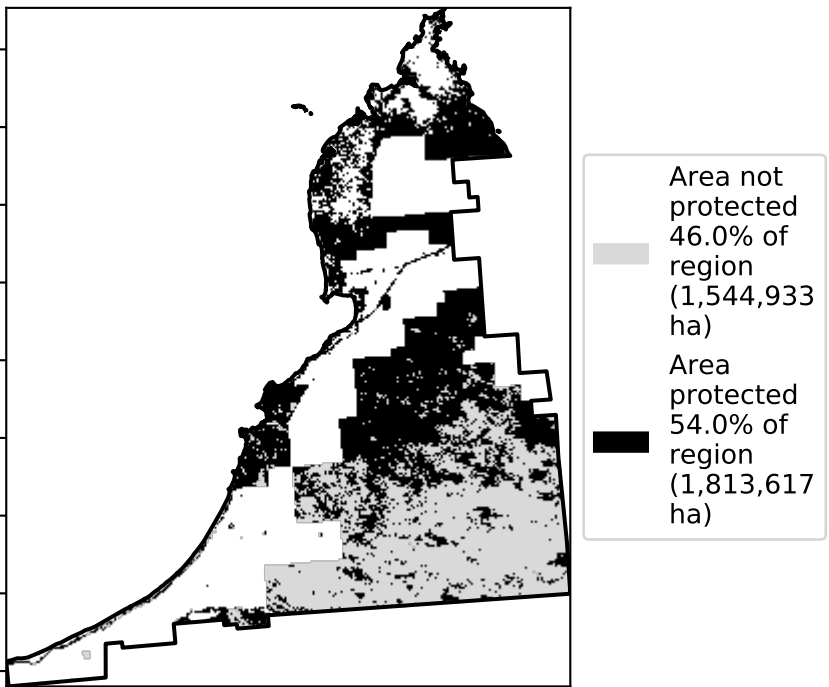 Area not
protected
46.0% of
region
(1,544,933
ha)
Area
protected
54.0% of
region
(1,813,617
ha)